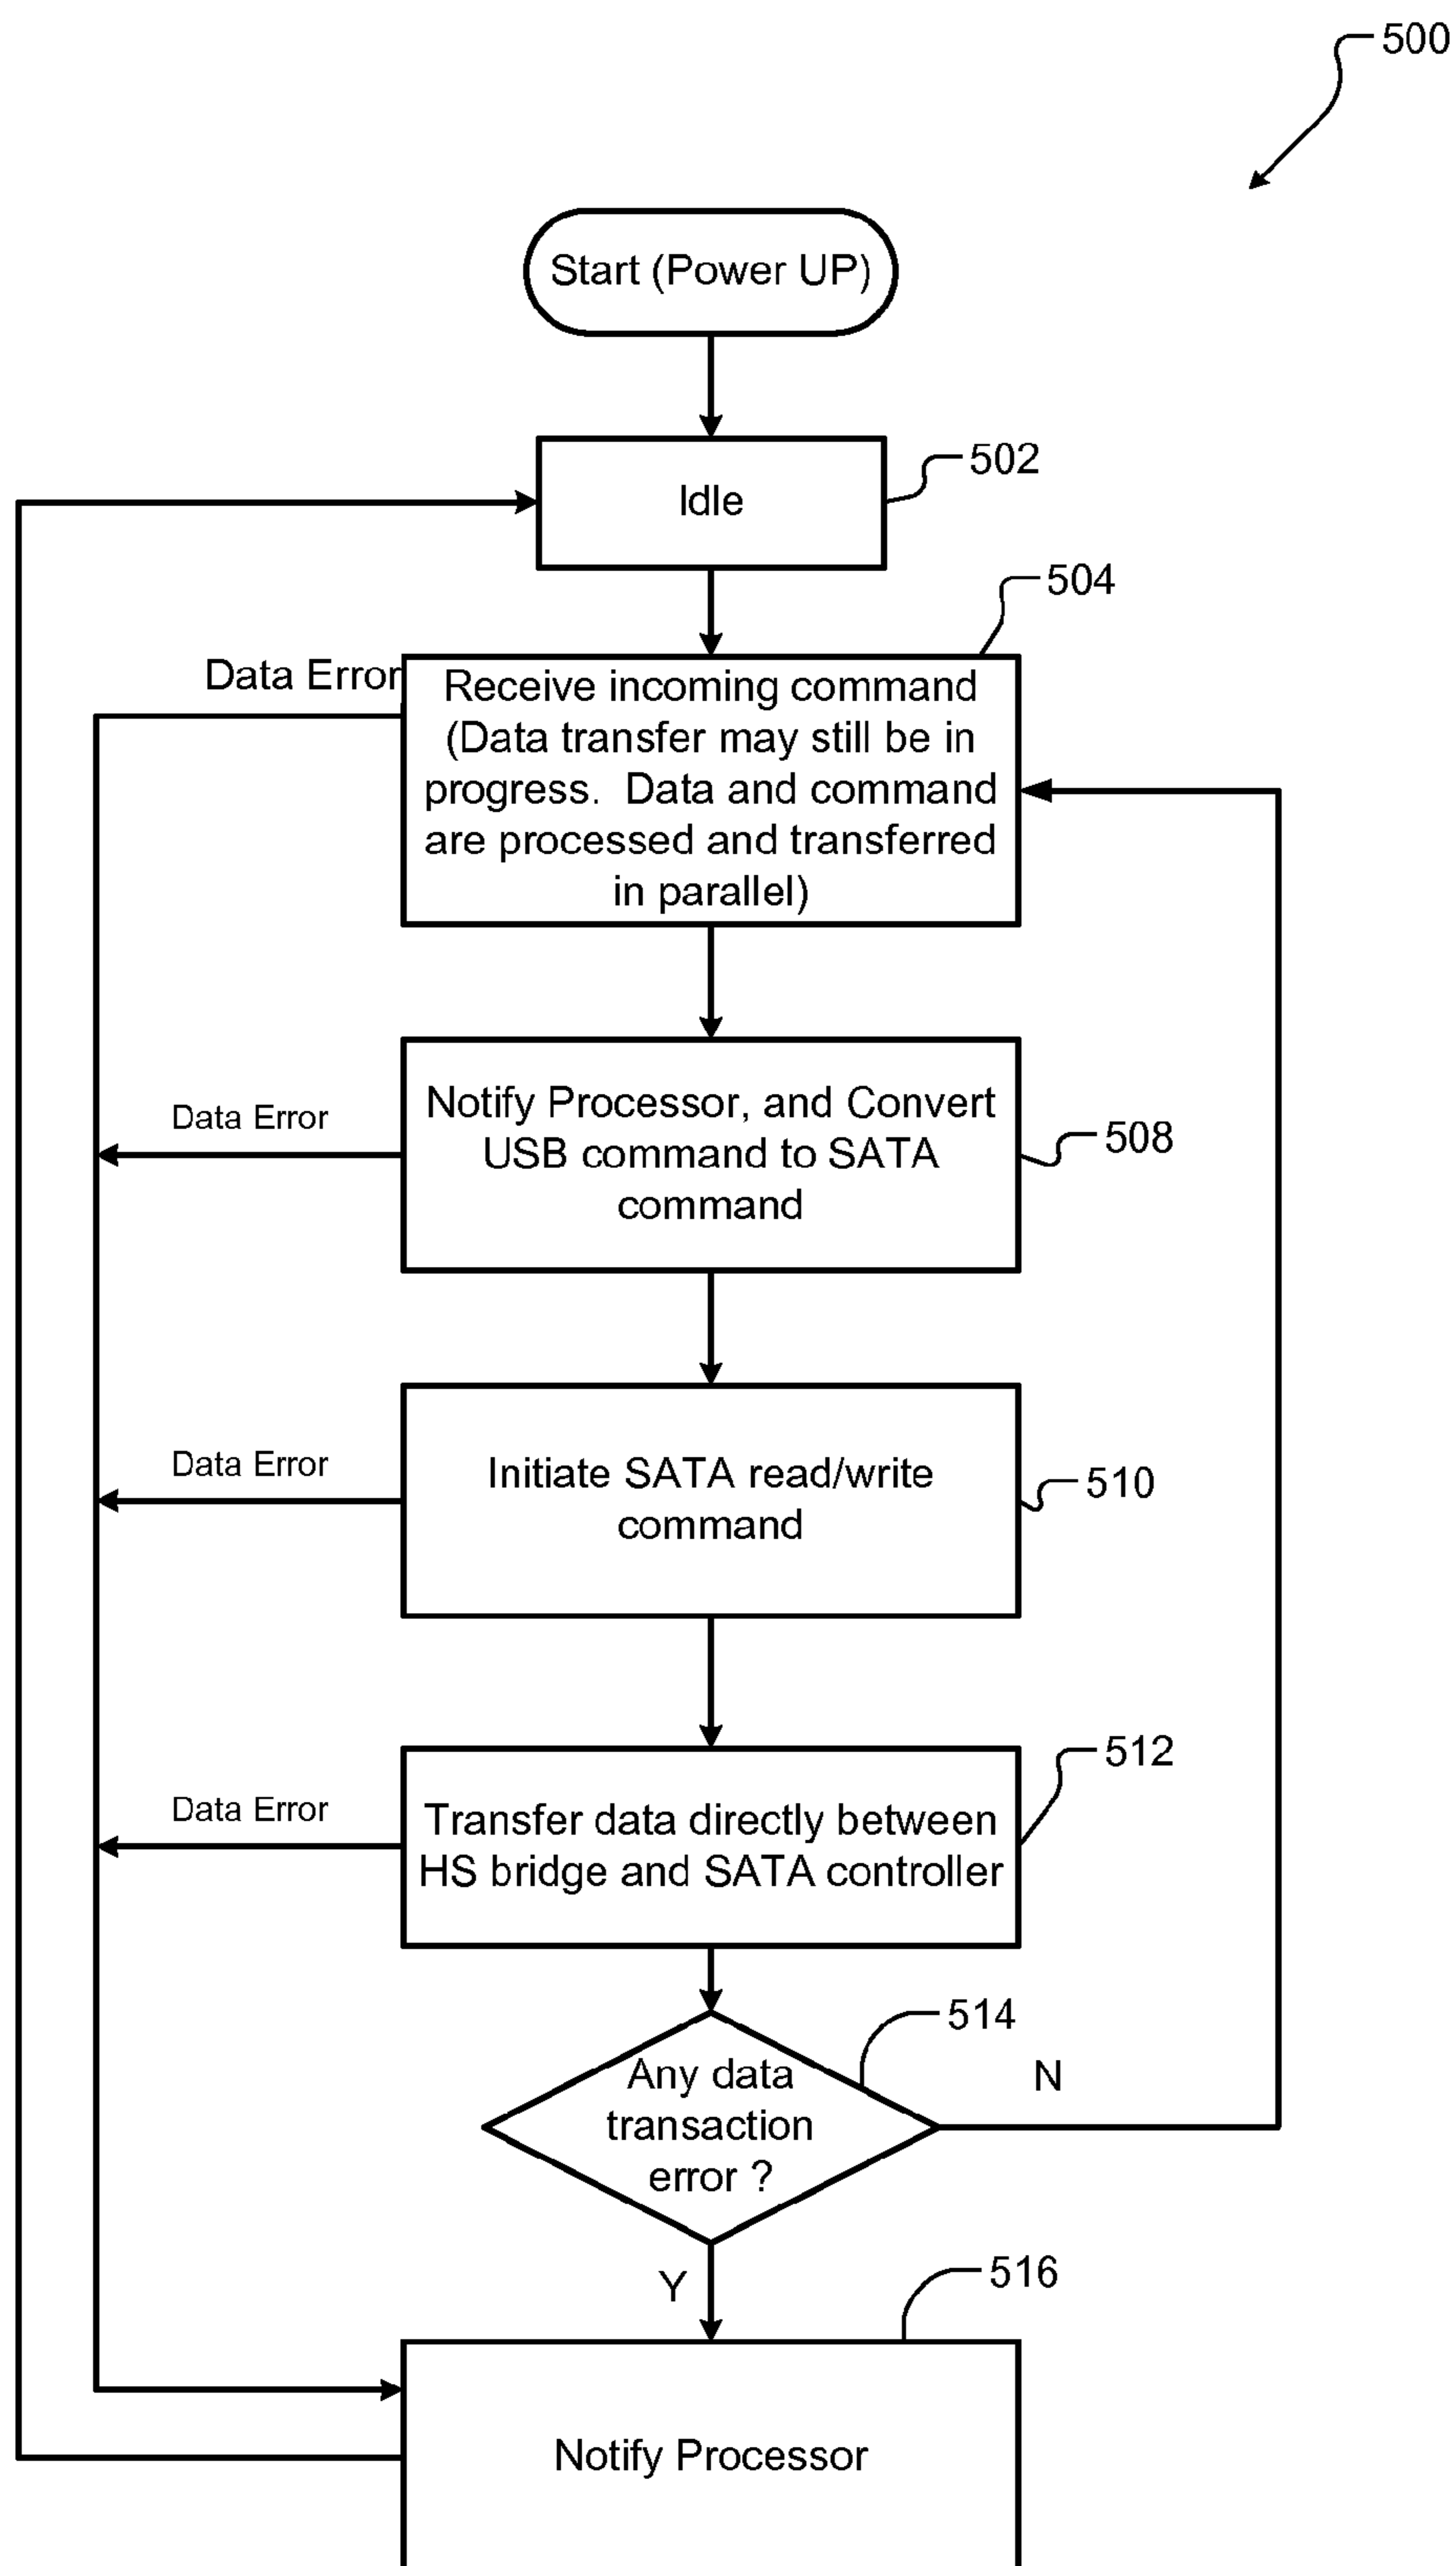 500
Start (Power UP)
502
Idle
504
Data Error
Receive incoming command
(Data transfer may still be in
progress.  Data and command
are processed and transferred
in parallel)
Data Error
Notify Processor, and Convert
USB command to SATA
command
508
Data Error
Initiate SATA read/write
command
510
512
Data Error
Transfer data directly between
HS bridge and SATA controller
514
Any data
transaction
error ?
N
Y
516
Notify Processor